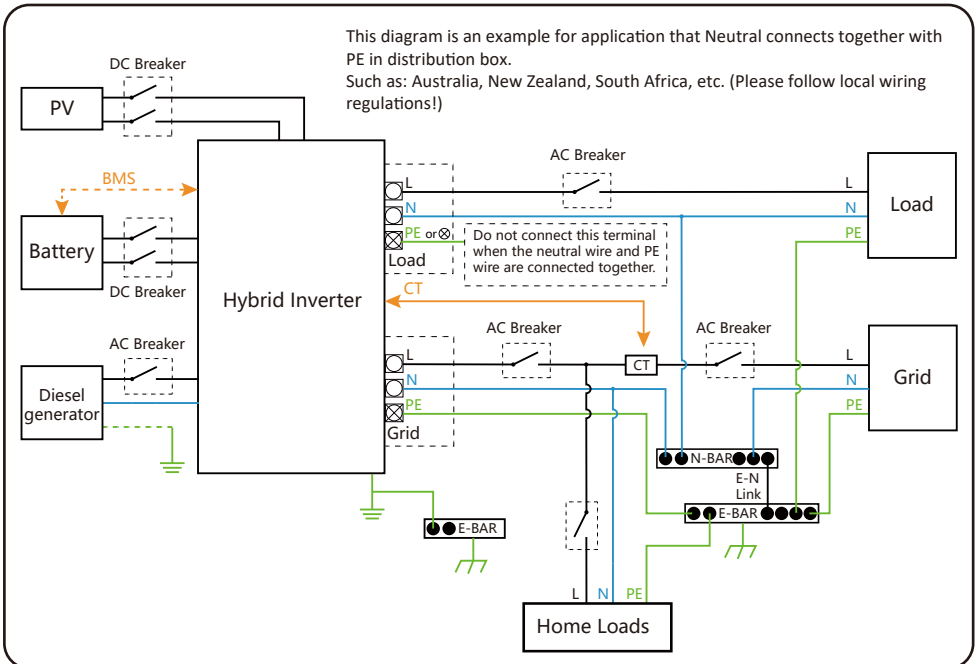 This diagram is an example for application that Neutral connects together with
PE in distribution box.
Such as: Australia, New Zealand, South Africa, etc. (Please follow local wiring
regulations!)
DC Breaker
PV
BMS
Battery
DC Breaker
AC Breaker
Diesel
generator
Hybrid Inverter
L
N
PE or
Load
Do not connect this terminal
when the neutral wire and PE
wire are connected together.
AC Breaker
L
N
PE
Load
CT
AC Breaker
CT
AC Breaker
L
N
PE
Grid
L
N
PE
Grid
N-BAR
E-N
Link
E-BAR
E-BAR
L
N
PE
Home Loads